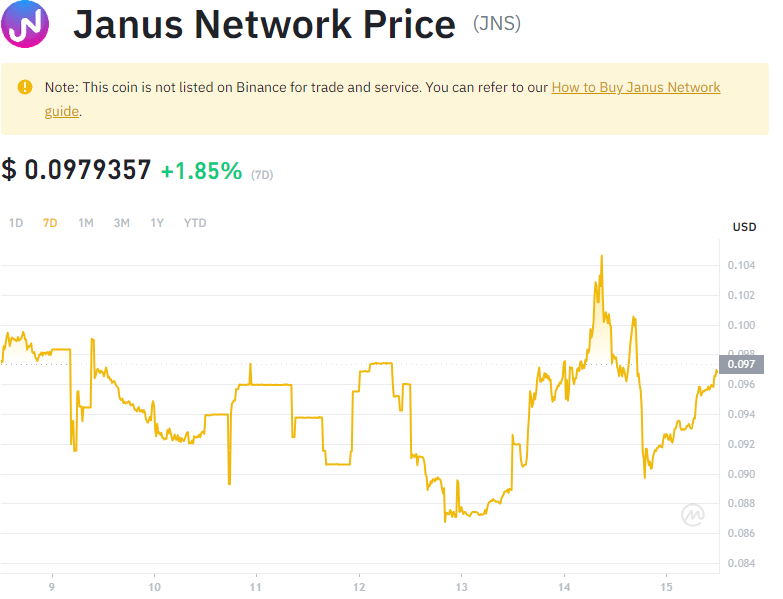 Janus Network Price (JNS)
Note: This coin is not listed on Binance for trade and service. You can refer to our How to Buy Janus Network
guide.
$ 0.0979357 +1.85% (7D)
1D 7D 1M 3M 1Y YTD
USD
0.104
0.102
0.100
0.098
0.097
0.096
0.094
0.092
0.090
0.088
0.086
0.084
9 10 11 12 13 14 15